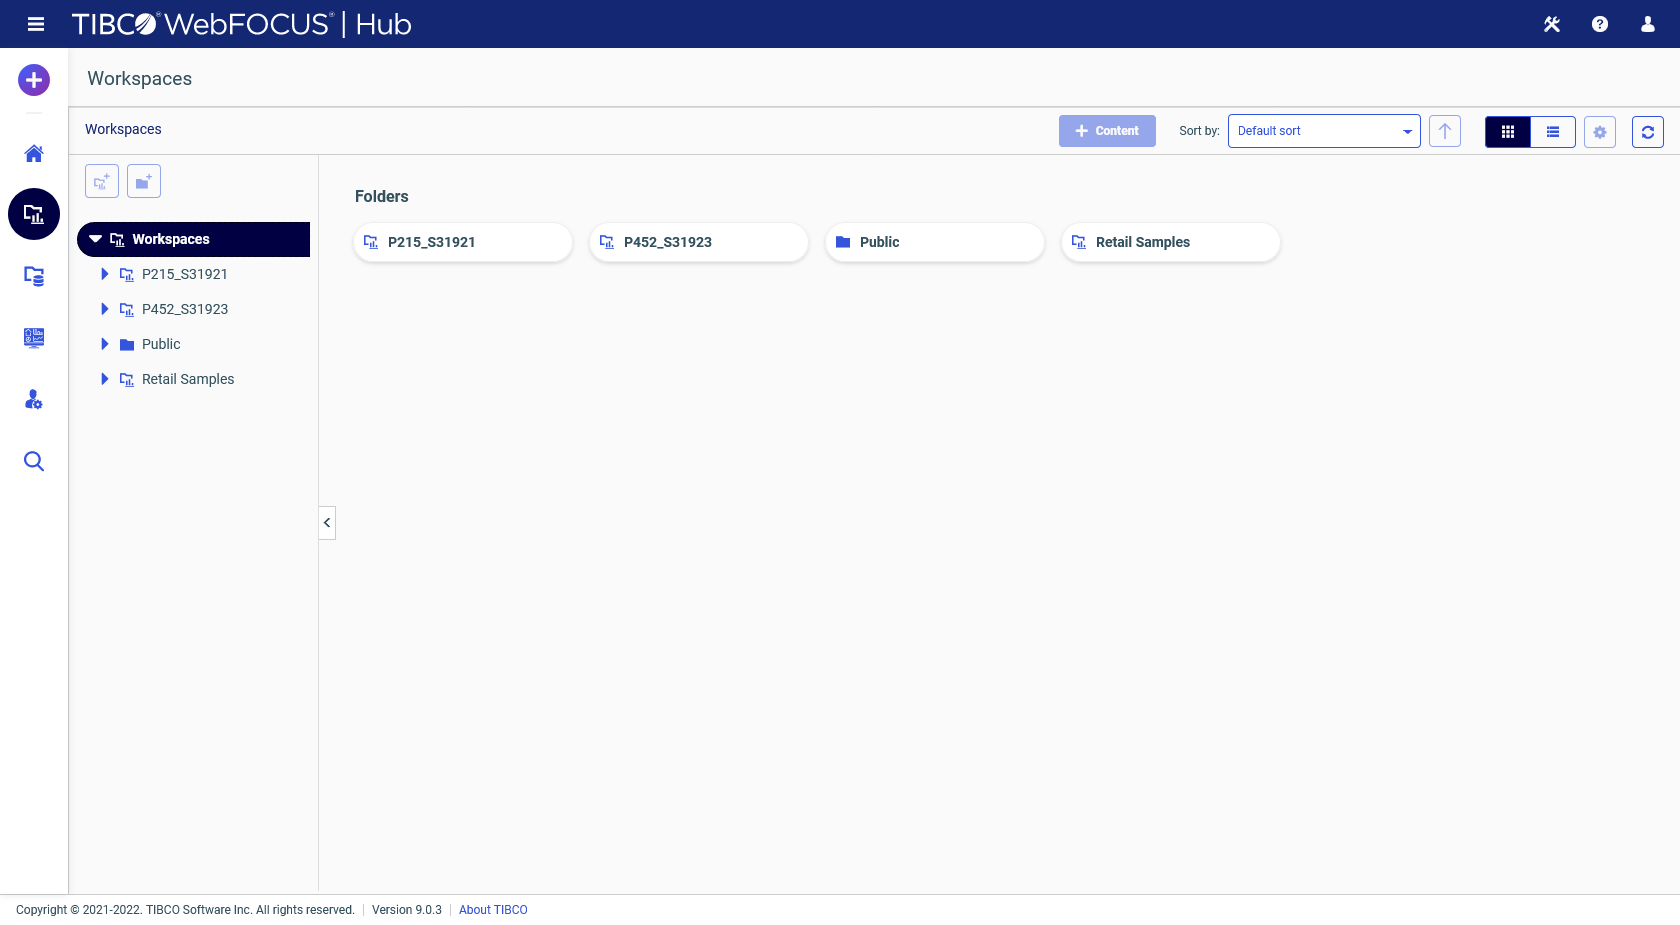 TIBCO® WebFOCUS® | Hub
Workspaces
Workspaces
Content
Sort by:
Default sort
Workspaces
P215_S31921
P452_S31923
Public
Retail Samples
Folders
P215_S31921
P452_S31923
Public
Retail Samples
Copyright © 2021-2022. TIBCO Software Inc. All rights reserved. | Version 9.0.3 | About TIBCO